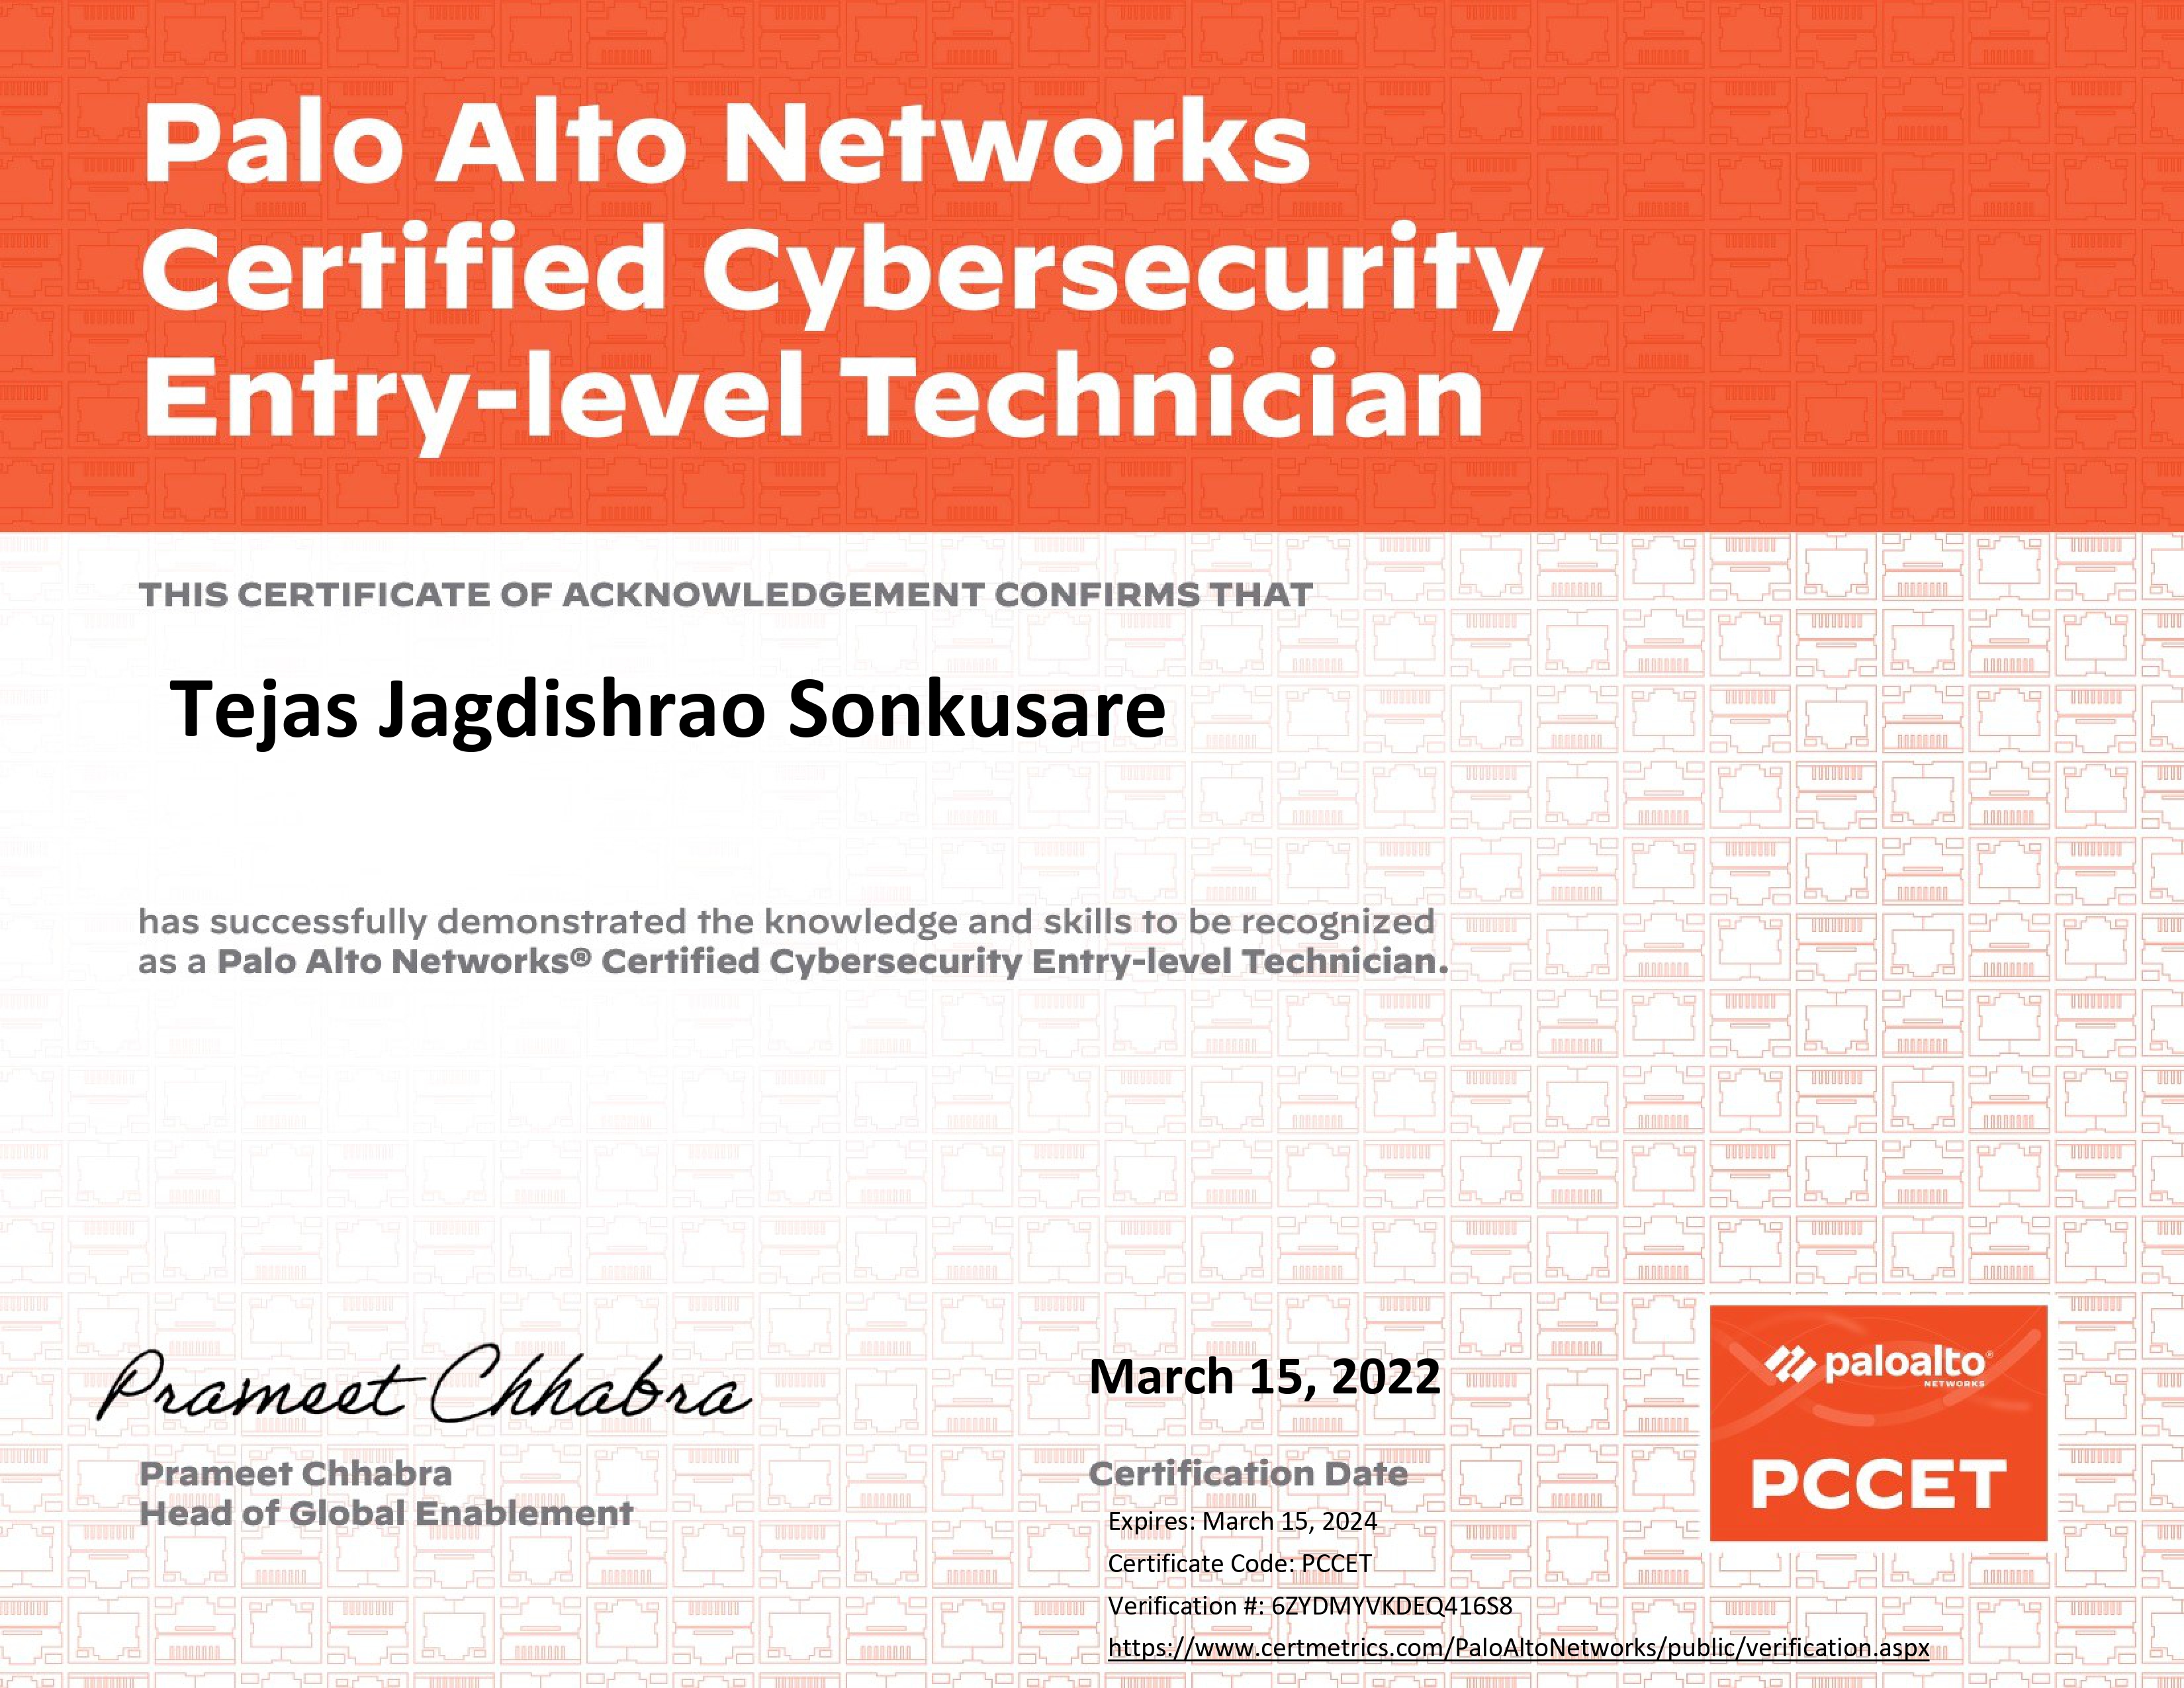 Palo Alto Networks
Certified Cybersecurity
Entry-level Technician
THIS CERTIFICATE OF ACKNOWLEDGEMENT CONFIRMS THAT
Tejas Jagdishrao Sonkusare
has successfully demonstrated the knowledge and skills to be recognized
as a Palo Alto Networks® Certified Cybersecurity Entry-level Technician.
Prameet Chhabra
Prameet Chhabra
Head of Global Enablement
March 15, 2022
Certification Date
Expires: March 15, 2024
Certificate Code: PCCET
Verification #: 6ZYDMYVKDEQ416S8
https://www.certmetrics.com/PaloAltoNetworks/public/verification.aspx
paloalto®
NETWORKS
PCCET